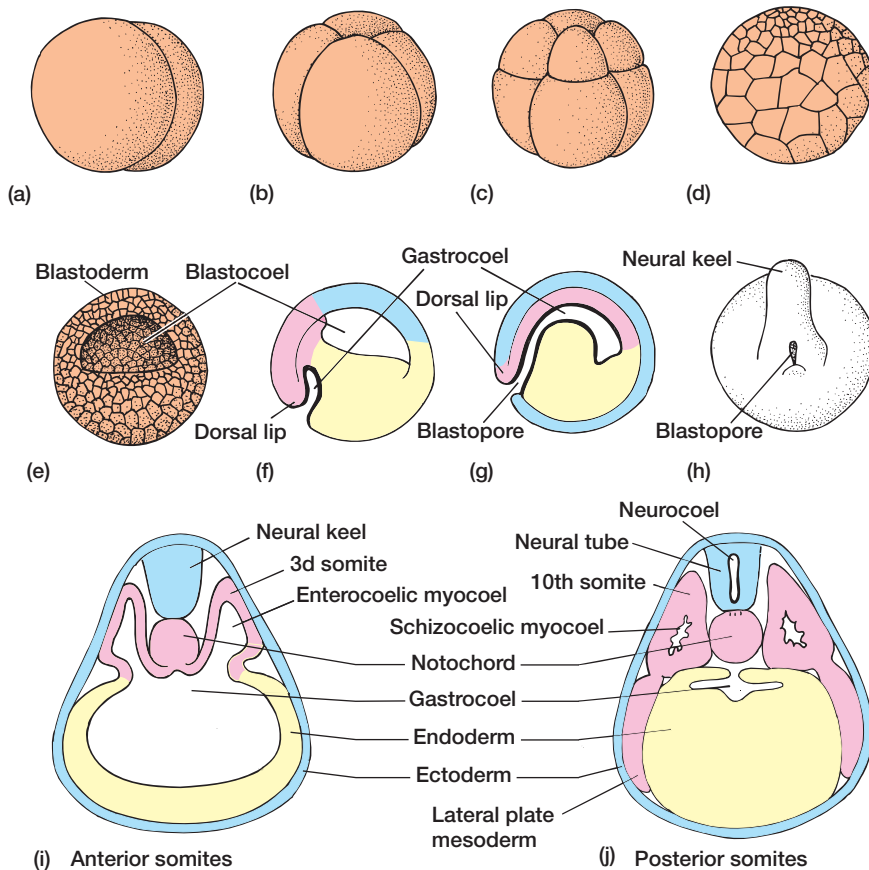 (a)
(b)
(c)
(d)
Blastoderm
Blastocoel
Gastrocoel
Dorsal lip
Neural keel
Dorsal lip
Blastopore
Blastopore
(e)
(f)
(g)
(h)
Neural keel
3d somite
Enterocoelic myocoel
Neurocoel
Neural tube
10th somite
Schizocoelic myocoel
Notochord
Gastrocoel
Endoderm
Ectoderm
Lateral plate
mesoderm
(i) Anterior somites
(j) Posterior somites